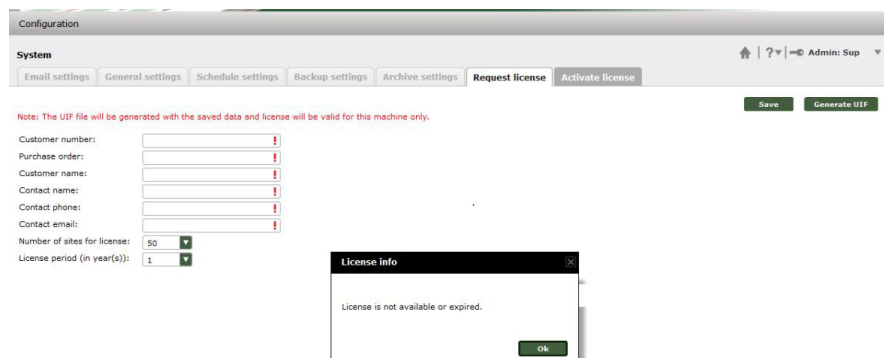 Configuration
System
? Admin: Sup
Email settings General settings Schedule settings Backup settings Archive settings Request license Activate license
Save Generate UIF
Note: The UIF file will be generated with the saved data and license will be valid for this machine only.
Customer number: !
Purchase order: !
Customer name: !
Contact name: !
Contact phone: !
Contact email: !
Number of sites for license: 50
License period (in year(s)): 1
License info
License is not available or expired.
Ok